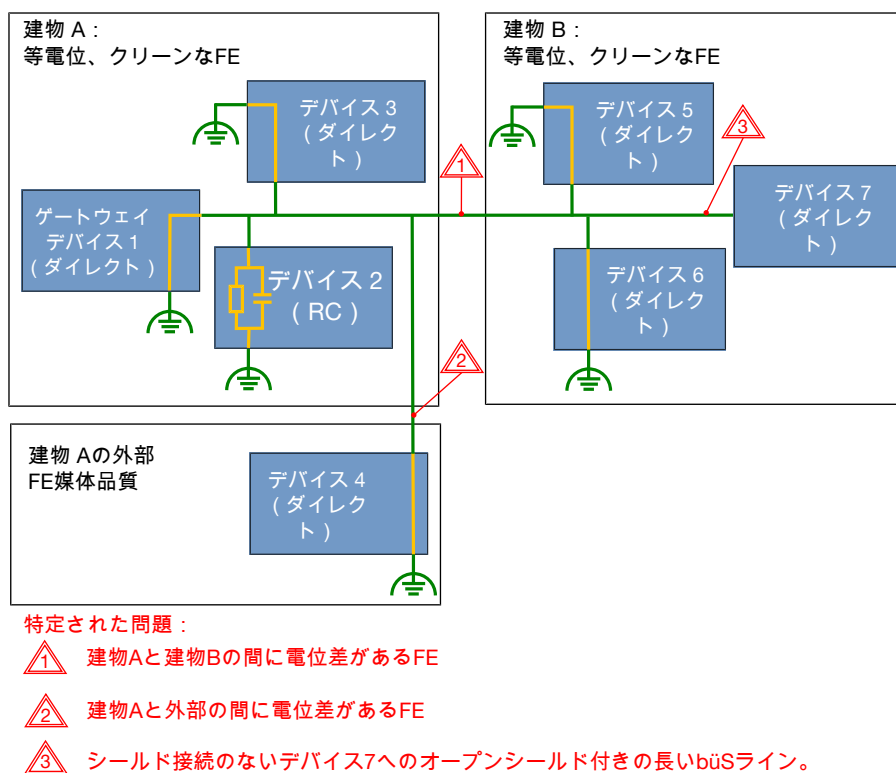 建物 A：
等電位、クリーンなFE
デバイス 3
（ダイレク
ト）
ゲートウェイ
デバイス 1
（ダイレクト）
デバイス 2
（RC）
1
2
建物 B：
等電位、クリーンなFE
デバイス 5
（ダイレク
ト）
3
デバイス 7
（ダイレク
ト）
デバイス 6
（ダイレク
ト）
建物 Aの外部
FE媒体品質
デバイス 4
（ダイレク
ト）
特定された問題：
1 建物Aと建物Bの間に電位差があるFE
2 建物Aと外部の間に電位差があるFE
3 シールド接続のないデバイス7へのオープンシールド付きの長いbüSライン。